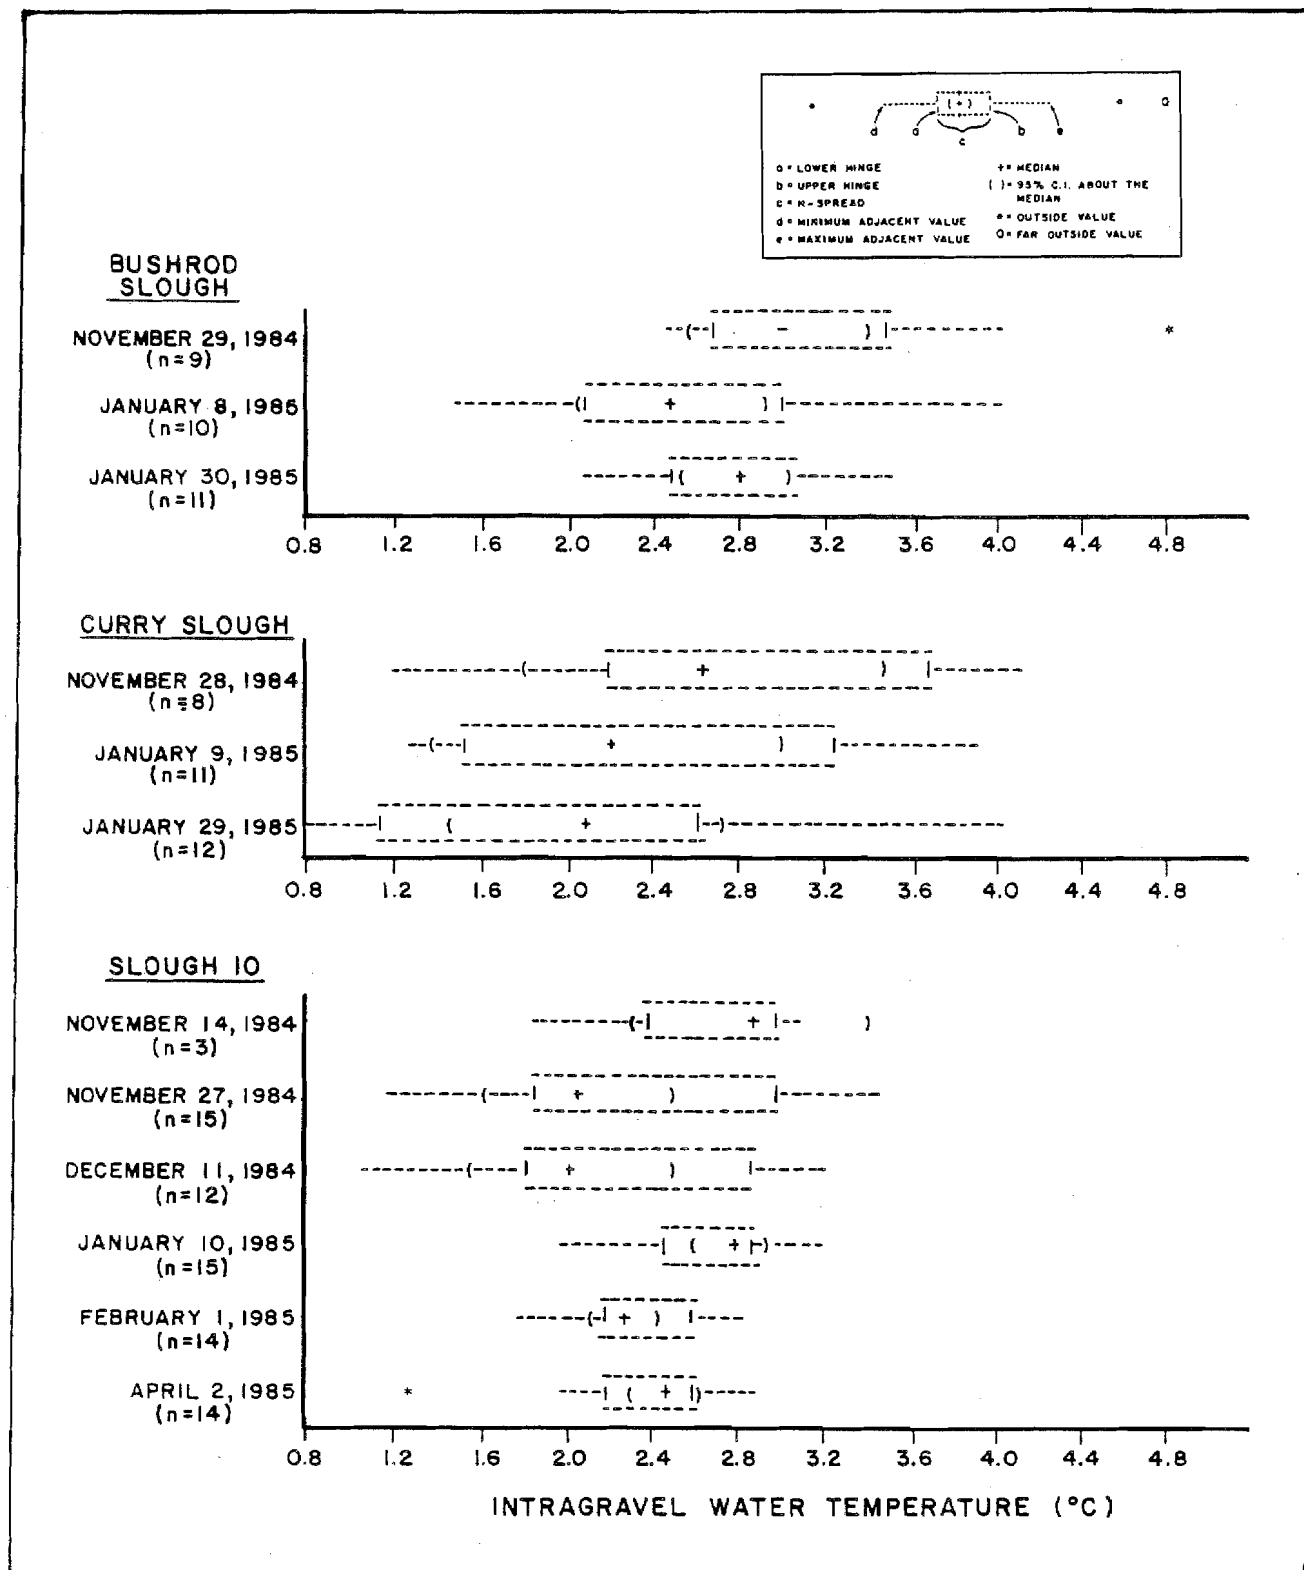 ( + )
d a b e
c
a = LOWER HINGE
b = UPPER HINGE
c = H-SPREAD
d = MINIMUM ADJACENT VALUE
e = MAXIMUM ADJACENT VALUE
+ = MEDIAN
( ) = 95% C.I. ABOUT THE
MEDIAN
* = OUTSIDE VALUE
O = FAR OUTSIDE VALUE
BUSHROD
SLOUGH
NOVEMBER 29, 1984
(n=9)
JANUARY 8, 1985
(n=10)
JANUARY 30, 1985
(n=11)
0.8 1.2 1.6 2.0 2.4 2.8 3.2 3.6 4.0 4.4 4.8
CURRY SLOUGH
NOVEMBER 28, 1984
(n=8)
JANUARY 9, 1985
(n=11)
JANUARY 29, 1985
(n=12)
0.8 1.2 1.6 2.0 2.4 2.8 3.2 3.6 4.0 4.4 4.8
SLOUGH 10
NOVEMBER 14, 1984
(n=3)
NOVEMBER 27, 1984
(n=15)
DECEMBER 11, 1984
(n=12)
JANUARY 10, 1985
(n=15)
FEBRUARY 1, 1985
(n=14)
APRIL 2, 1985
(n=14)
0.8 1.2 1.6 2.0 2.4 2.8 3.2 3.6 4.0 4.4 4.8
INTRAGRAVEL WATER TEMPERATURE (°C)